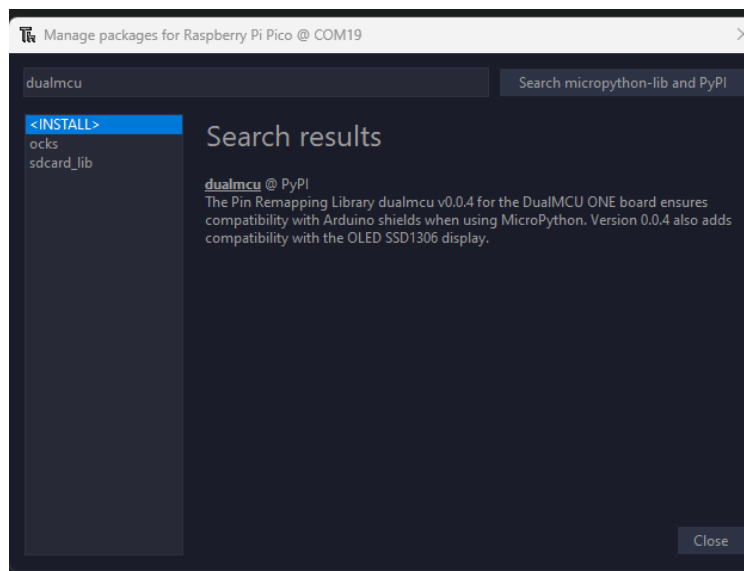 Manage packages for Raspberry Pi Pico @ COM19
dualmcu
Search micropython-lib and PyPI
<INSTALL>
ocks
sdcard_lib
Search results
dualmcu @ PyPI
The Pin Remapping Library dualmcu v0.0.4 for the DualMCU ONE board ensures
compatibility with Arduino shields when using MicroPython. Version 0.0.4 also adds
compatibility with the OLED SSD1306 display.
Close